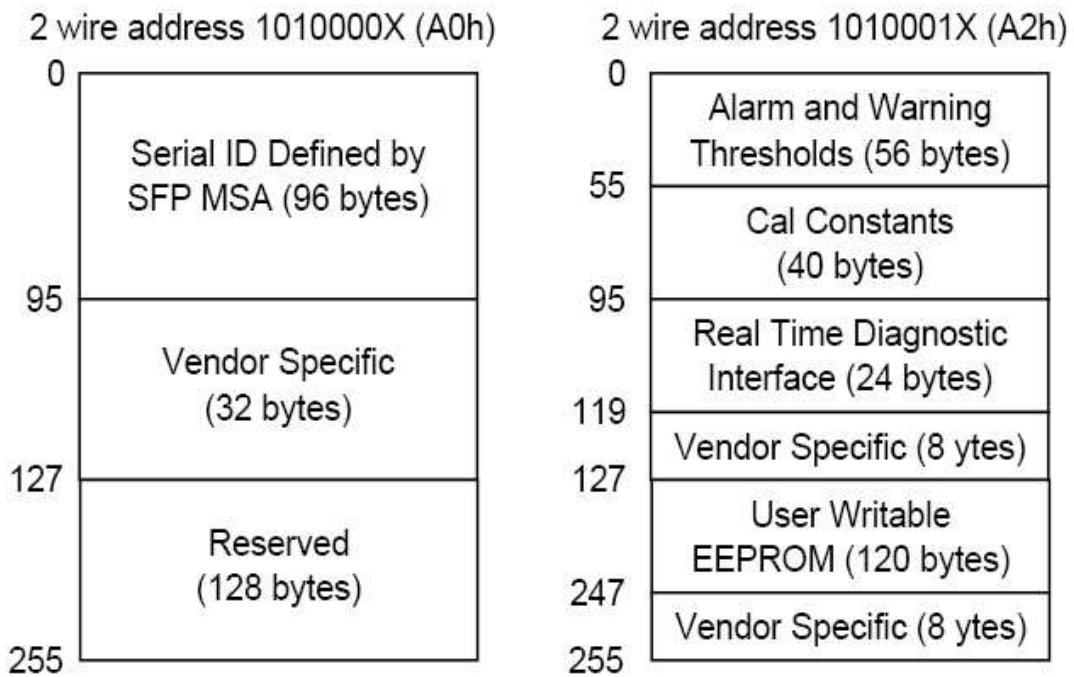 2 wire address 1010000X (A0h)
0
Serial ID Defined by
SFP MSA (96 bytes)
95
Vendor Specific
(32 bytes)
127
Reserved
(128 bytes)
255
2 wire address 1010001X (A2h)
0
Alarm and Warning
Thresholds (56 bytes)
55
Cal Constants
(40 bytes)
95
Real Time Diagnostic
Interface (24 bytes)
119
Vendor Specific (8 ytes)
127
User Writable
EEPROM (120 bytes)
247
Vendor Specific (8 ytes)
255